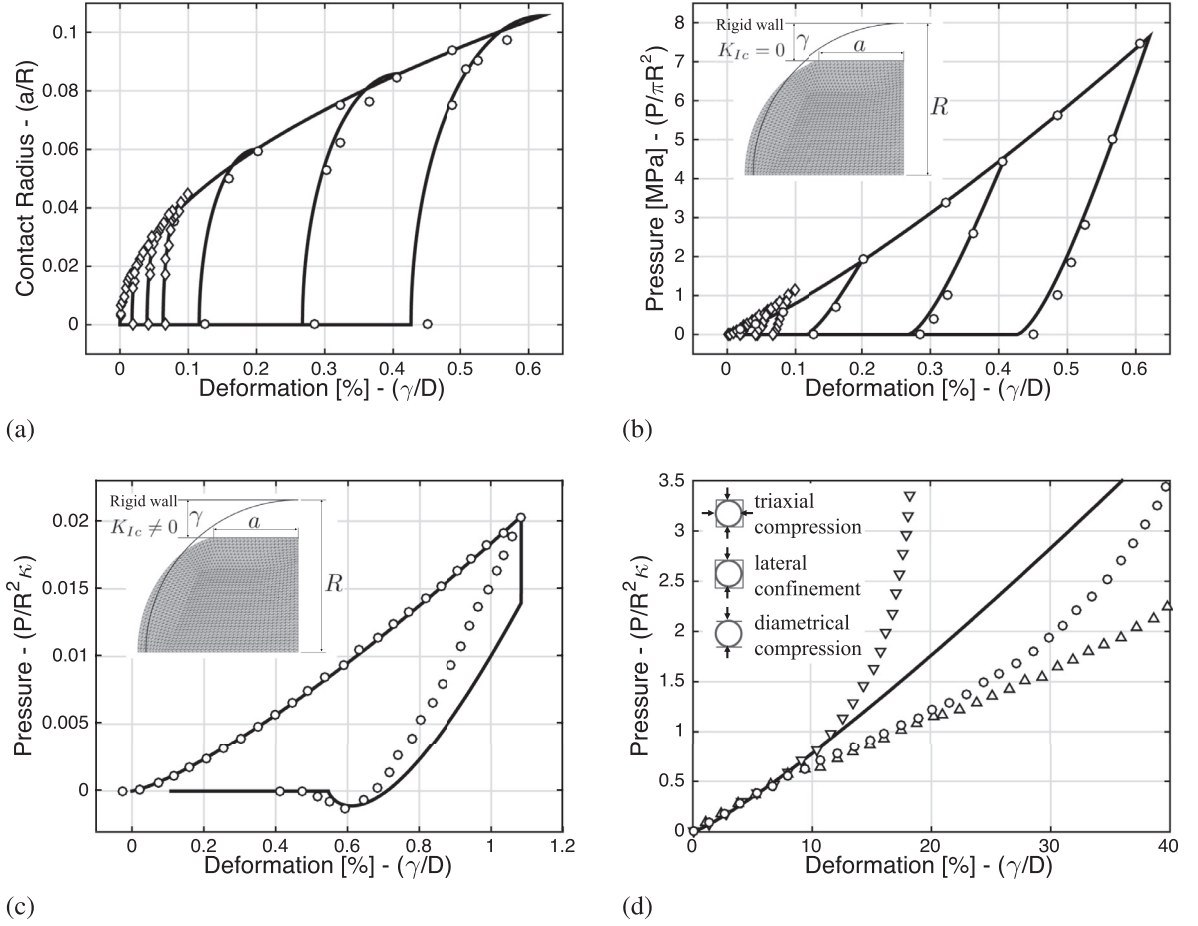 0.1
0.08
0.06
0.04
0.02
0
Contact Radius - (a/R)
0 0.1 0.2 0.3 0.4 0.5 0.6
Deformation [%] - (γ/D)
(a)
8
7
6
5
4
3
2
1
0
Pressure [MPa] - (P/πR²)
Rigid wall
K_{Ic} = 0
γ
a
R
0 0.1 0.2 0.3 0.4 0.5 0.6
Deformation [%] - (γ/D)
(b)
0.02
0.015
0.01
0.005
0
Pressure - (P/R²κ)
Rigid wall
K_{Ic} ≠ 0
γ
a
R
0 0.2 0.4 0.6 0.8 1 1.2
Deformation [%] - (γ/D)
(c)
3.5
3
2.5
2
1.5
1
0.5
0
Pressure - (P/R²κ)
triaxial
compression
lateral
confinement
diametrical
compression
0 10 20 30 40
Deformation [%] - (γ/D)
(d)